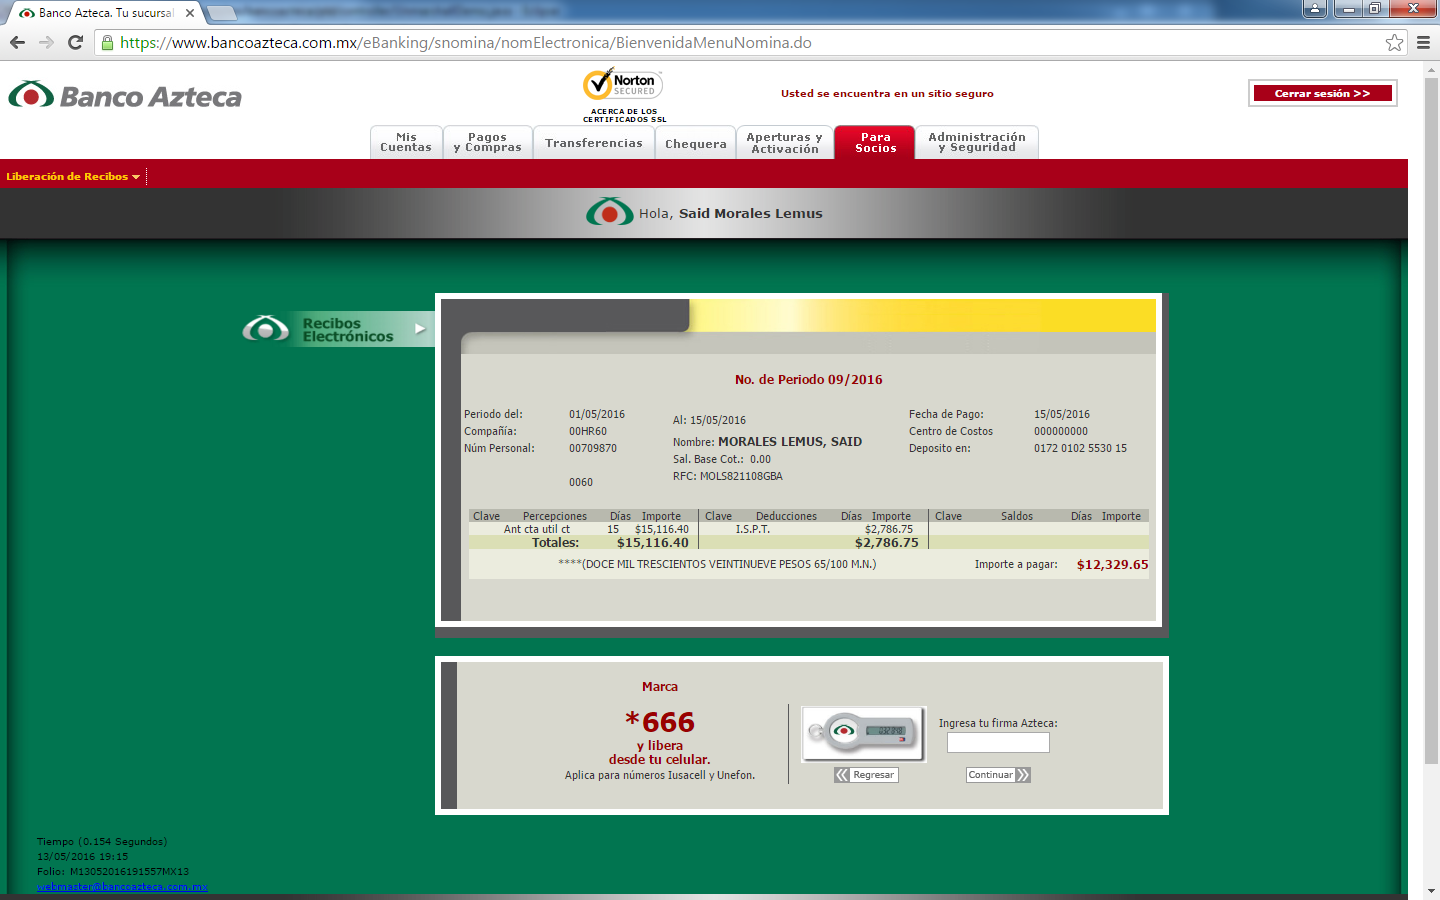 Banco Azteca. Tu sucursal
https://www.bancoazteca.com.mx/eBanking/snomina/nomElectronica/BienvenidaMenuNomina.do
Banco Azteca
Norton
SECURED
ACERCA DE LOS
CERTIFICADOS SSL
Usted se encuentra en un sitio seguro
Cerrar sesión >>
Mis
Cuentas
Pagos
y Compras
Transferencias
Chequera
Aperturas y
Activación
Para
Socios
Administración
y Seguridad
Liberación de Recibos
Hola, Said Morales Lemus
Recibos
Electrónicos
No. de Periodo 09/2016
Periodo del: 01/05/2016 Al: 15/05/2016 Fecha de Pago: 15/05/2016
Compañía: 00HR60 Nombre: MORALES LEMUS, SAID Centro de Costos 000000000
Núm Personal: 00709870 Sal. Base Cot.: 0.00 Deposito en: 0172 0102 5530 15
0060 RFC: MOLS821108GBA
Clave Percepciones Días Importe Clave Deducciones Días Importe Clave Saldos Días Importe
Ant cta util ct 15 $15,116.40 I.S.P.T. $2,786.75
Totales: $15,116.40 $2,786.75
****(DOCE MIL TRESCIENTOS VEINTINUEVE PESOS 65/100 M.N.) Importe a pagar: $12,329.65
Marca
*666
y libera
desde tu celular.
Aplica para números Iusacell y Unefon.
Ingresa tu firma Azteca:
Regresar
Continuar
Tiempo (0.154 Segundos)
13/05/2016 19:15
Folio: M13052016191557MX13
webmaster@bancoazteca.com.mx